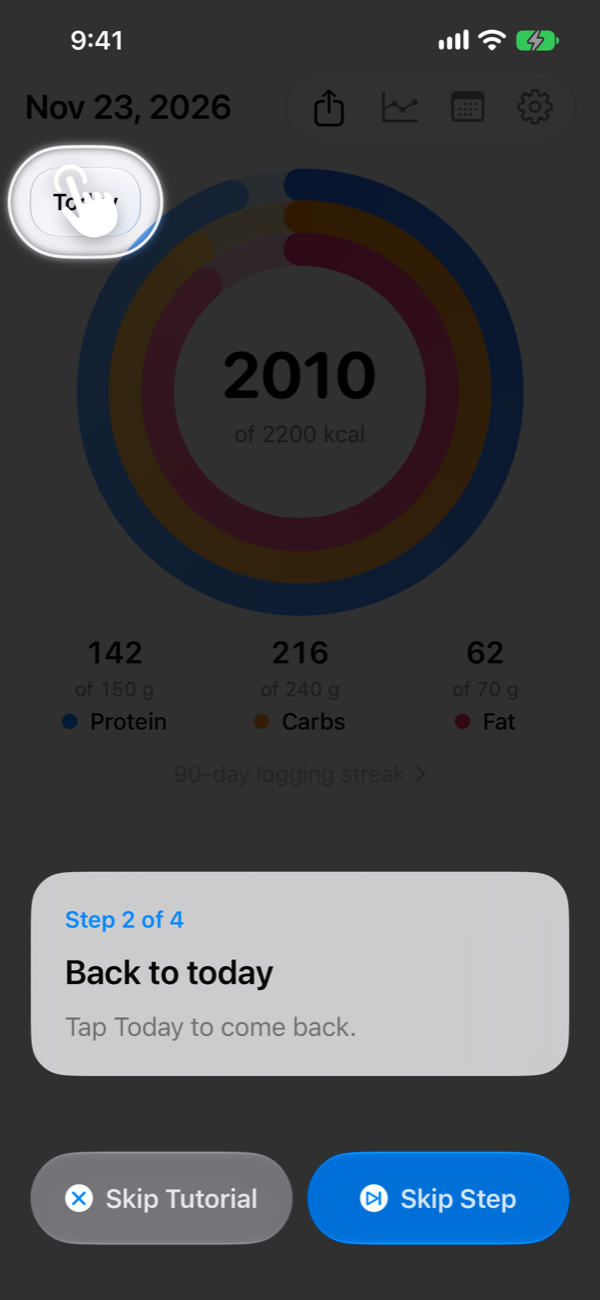 9:41
Nov 23, 2026
Today
2010
of 2200 kcal
142
216
62
of 150 g
of 240 g
of 70 g
Protein
Carbs
Fat
90-day logging streak
Step 2 of 4
Back to today
Tap Today to come back.
Skip Tutorial
Skip Step